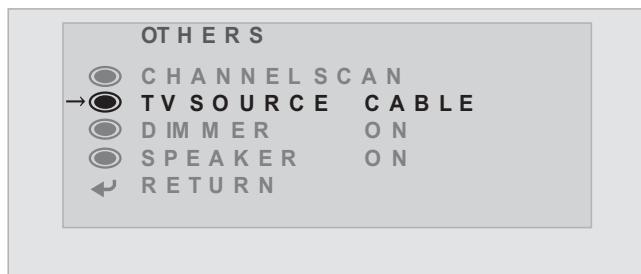 OTHERS
CHANNEL SCAN
→ TV SOURCE CABLE
DIMMER ON
SPEAKER ON
RETURN